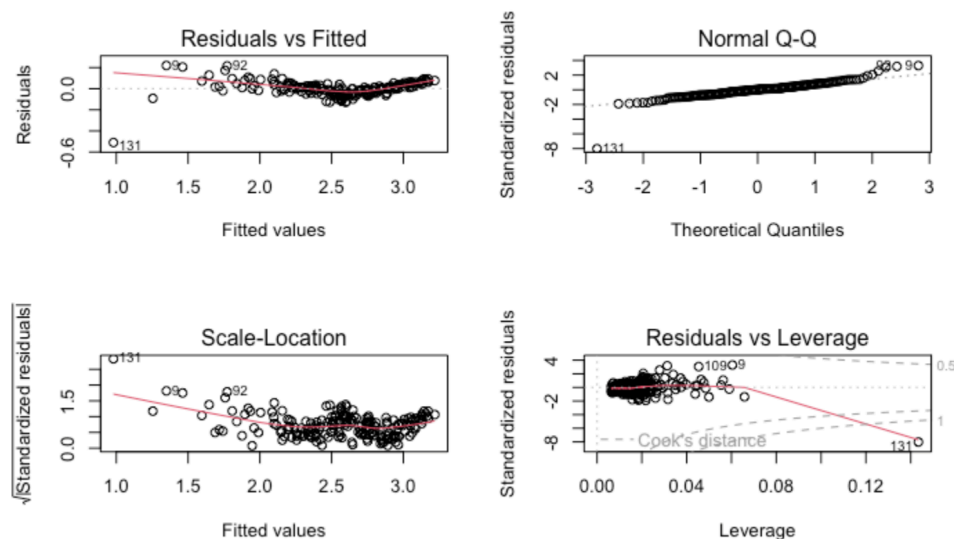 Residuals vs Fitted
Residuals
0.0
-0.6
9
92
131
1.0 1.5 2.0 2.5 3.0
Fitted values
Normal Q-Q
Standardized residuals
2
-2
-8
9
131
-3 -2 -1 0 1 2 3
Theoretical Quantiles
Scale-Location
√|Standardized residuals|
1.5
0.0
131
9
92
1.0 1.5 2.0 2.5 3.0
Fitted values
Residuals vs Leverage
Standardized residuals
4
-2
-8
109
9
131
0.5
1
Cook's distance
0.00 0.04 0.08 0.12
Leverage